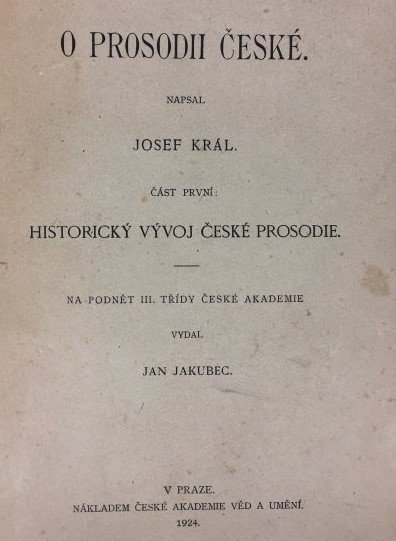 O PROSODII ČESKÉ.
NAPSAL
JOSEF KRÁL.
ČÁST PRVNÍ:
HISTORICKÝ VÝVOJ ČESKÉ PROSODIE.
NA PODNĚT III. TŘÍDY ČESKÉ AKADEMIE
VYDAL
JAN JAKUBEC.
V PRAZE.
NÁKLADEM ČESKÉ AKADEMIE VĚD A UMĚNÍ.
1924.